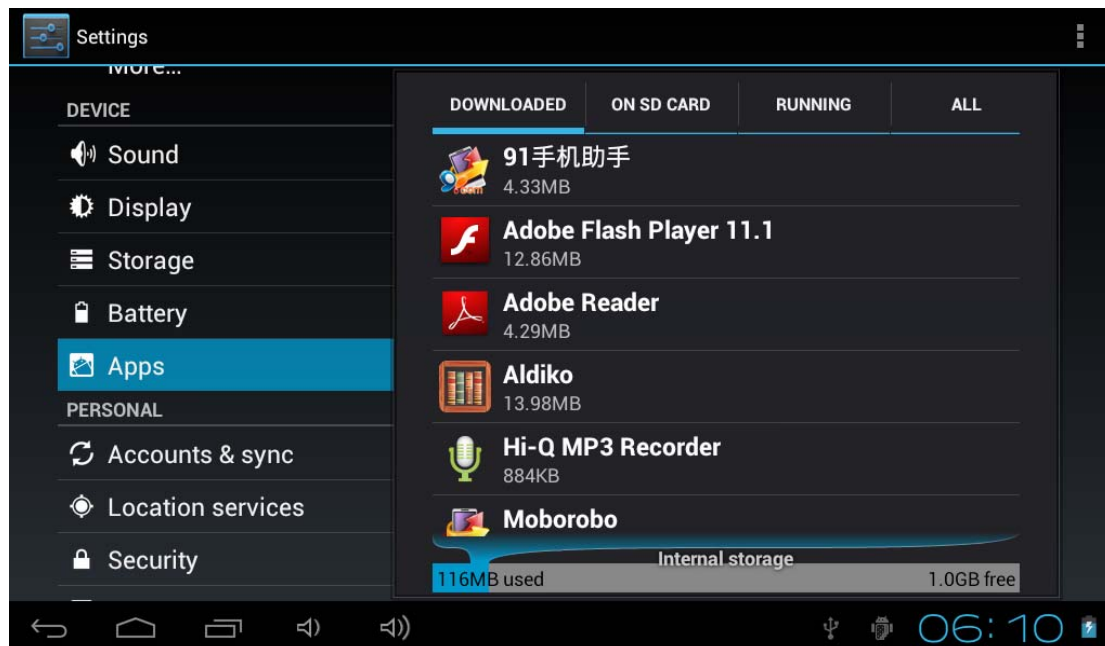 Settings
More...
DEVICE
Sound
Display
Storage
Battery
Apps
PERSONAL
Accounts & sync
Location services
Security
DOWNLOADED ON SD CARD RUNNING ALL
91手机助手
4.33MB
Adobe Flash Player 11.1
12.86MB
Adobe Reader
4.29MB
Aldiko
13.98MB
Hi-Q MP3 Recorder
884KB
Moborobo
Internal storage
116MB used 1.0GB free
06:10